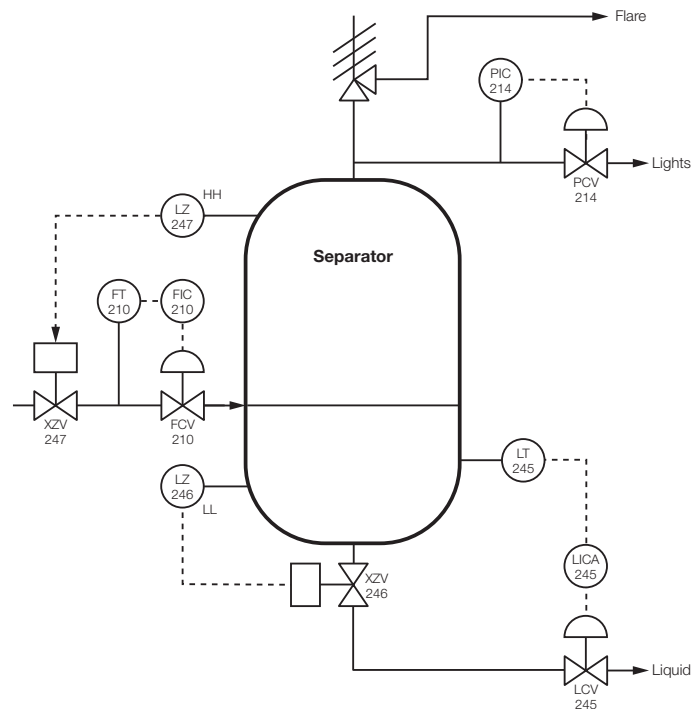 Flare
PIC
214
Lights
PCV
214
HH
LZ
247
Separator
FT
210
FIC
210
XZV
247
FCV
210
LT
245
LZ
246
LL
XZV
246
LICA
245
Liquid
LCV
245